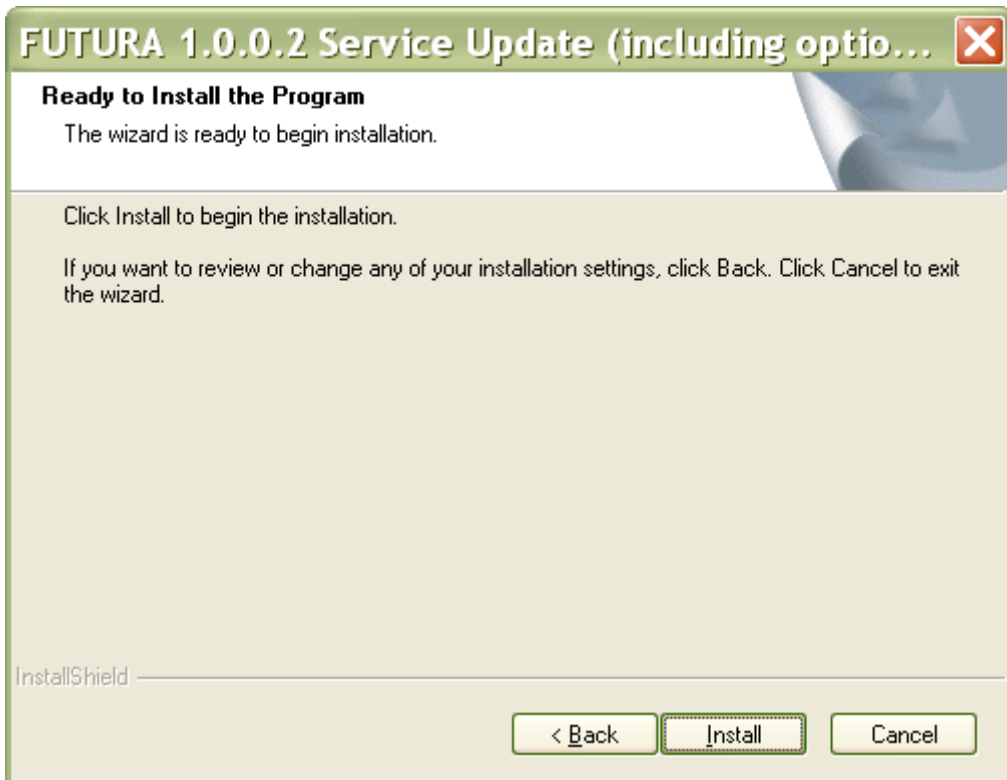 FUTURA 1.0.0.2 Service Update (including optio...
Ready to Install the Program
The wizard is ready to begin installation.
Click Install to begin the installation.
If you want to review or change any of your installation settings, click Back. Click Cancel to exit
the wizard.
InstallShield
< Back Install Cancel